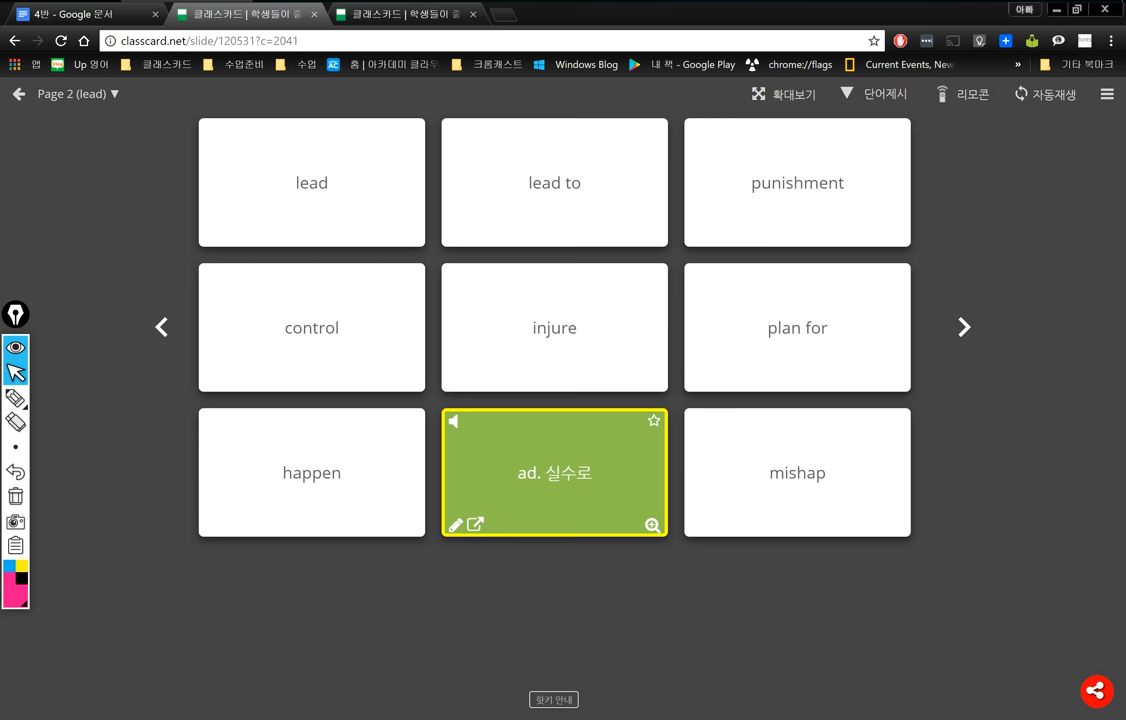 4반 - Google 문서
클래스카드 | 학생들이 좋
클래스카드 | 학생들이 좋
아빠
classcard.net/slide/120531?c=2041
앱
Up 영어
클래스카드
수업준비
수업
홈 | 아카데미 클라우
크롬캐스트
Windows Blog
내 책 - Google Play
chrome://flags
Current Events, New
»
기타 북마크
Page 2 (lead) ▼
확대보기
단어제시
리모콘
자동재생
lead
lead to
punishment
control
injure
plan for
happen
ad. 실수로
mishap
핫키 안내